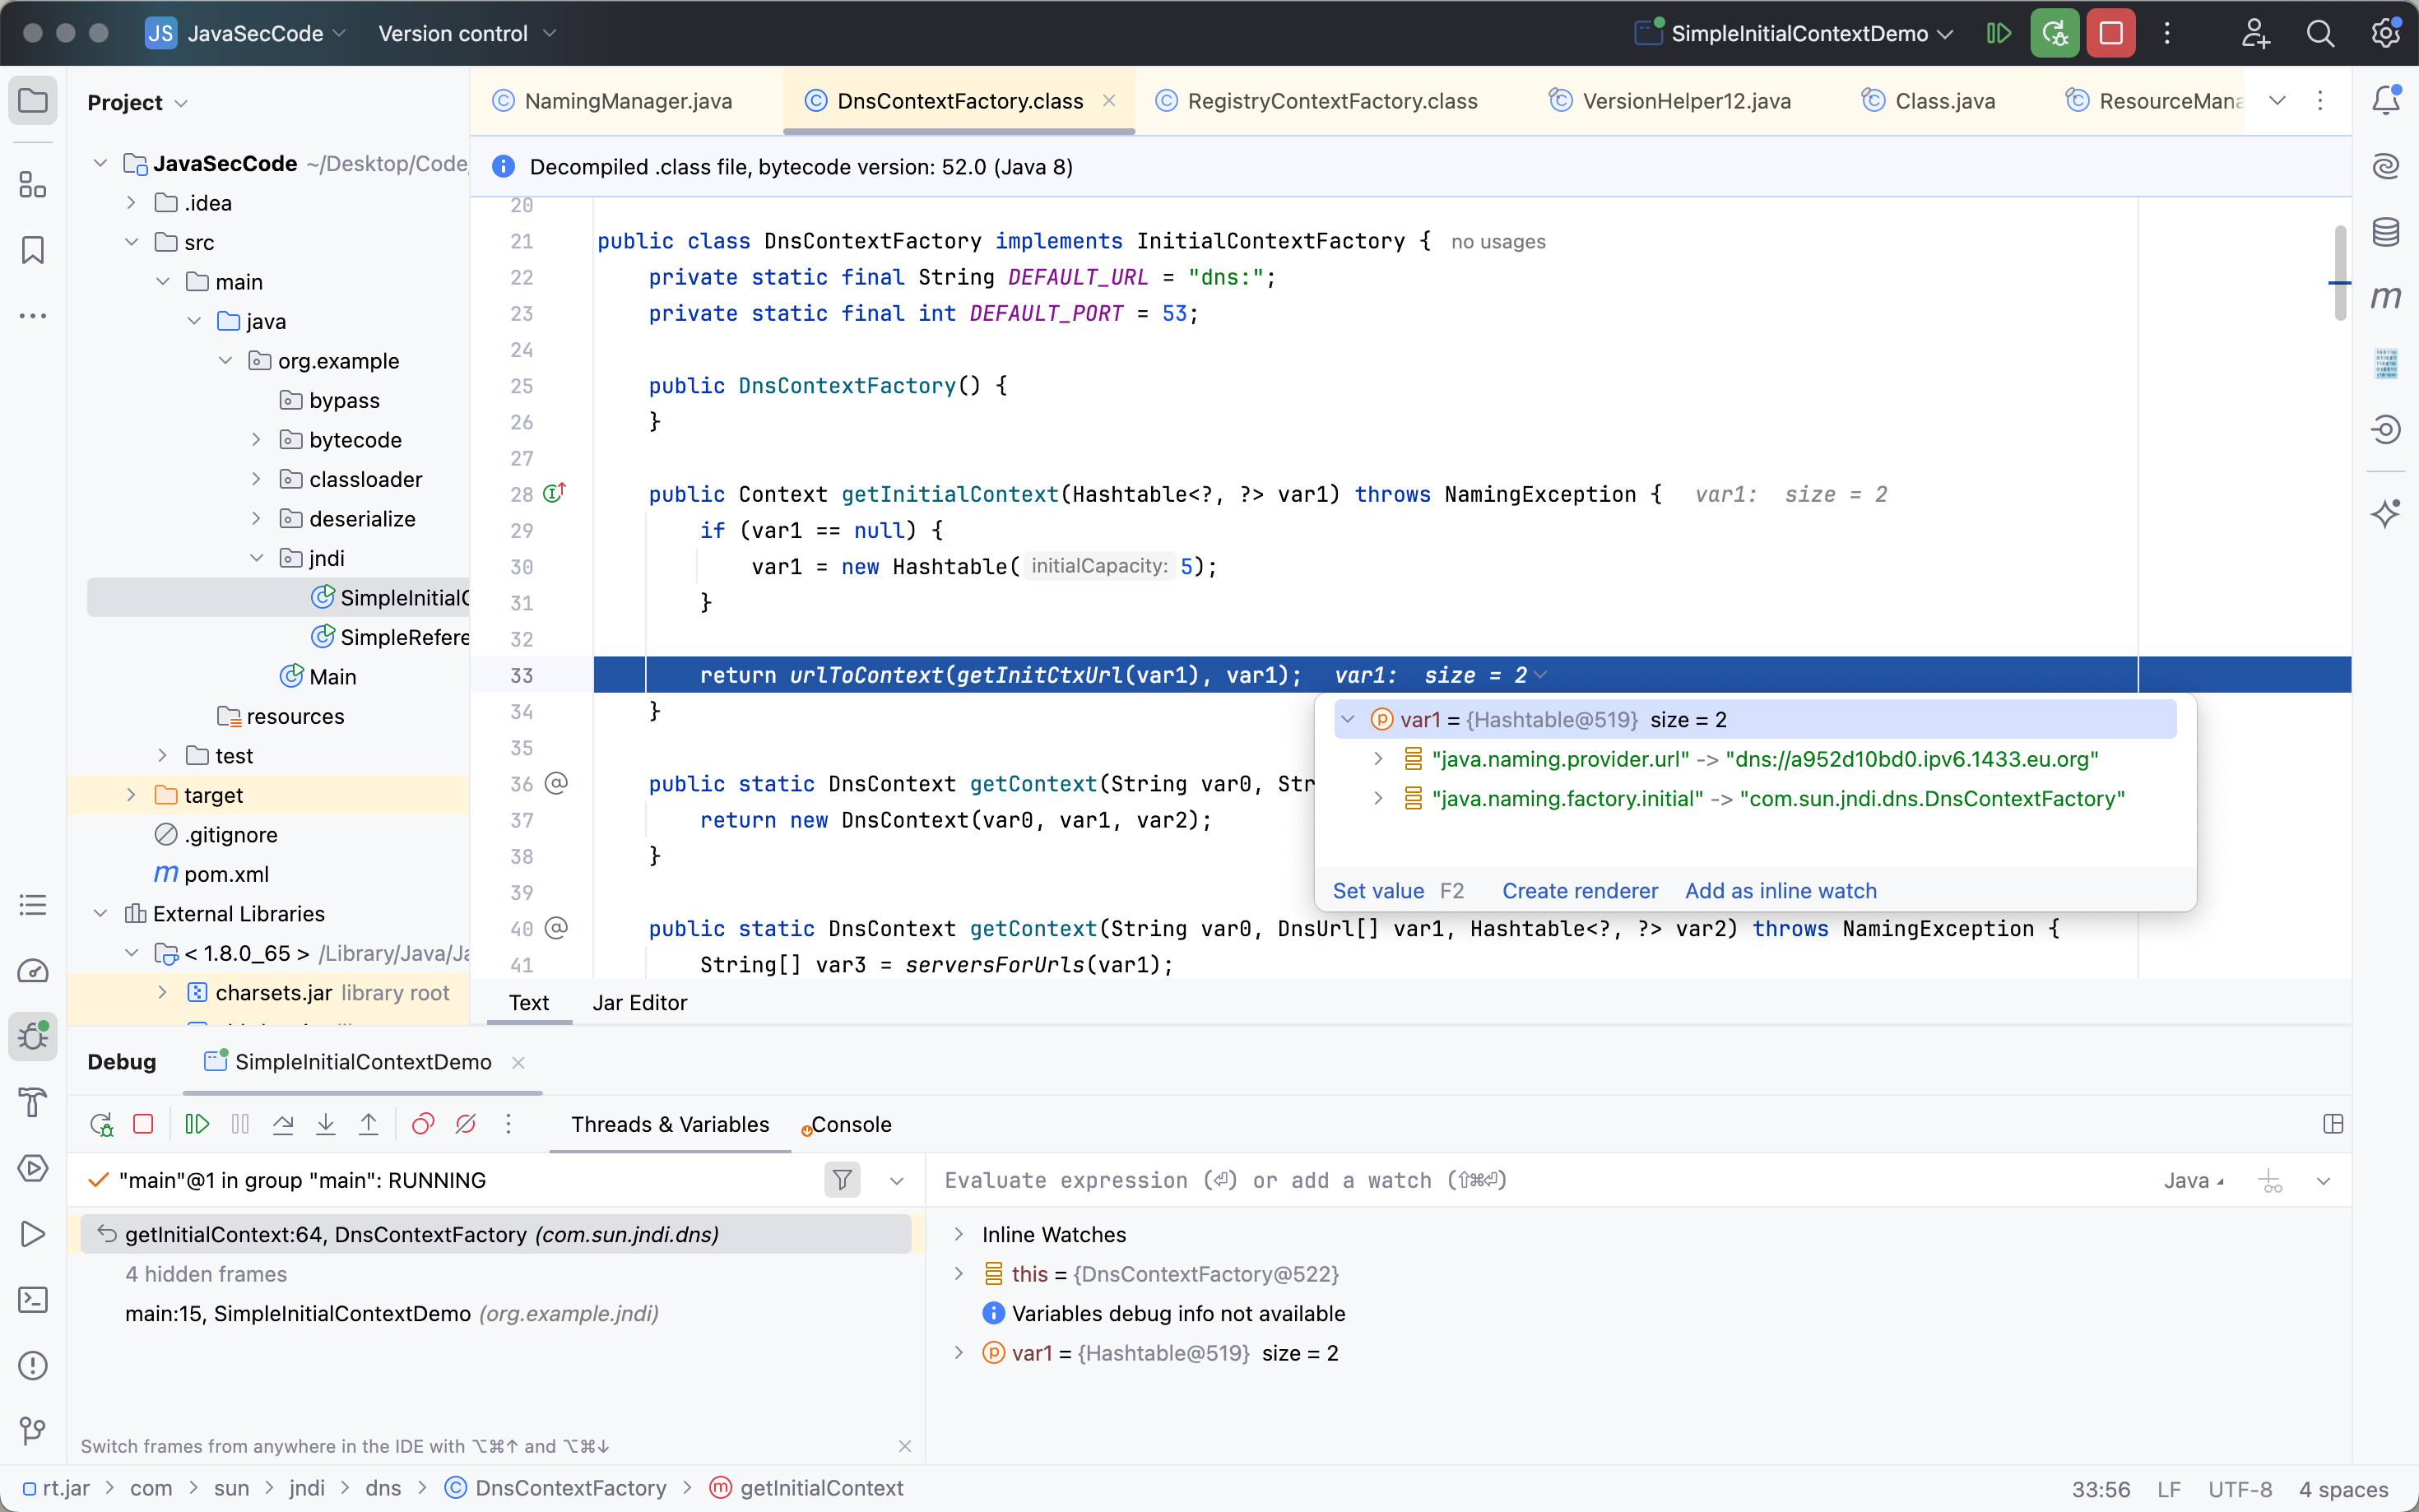 JS JavaSecCode Version control SimpleInitialContextDemo
Project
JavaSecCode ~/Desktop/Code/
.idea
src
main
java
org.example
bypass
bytecode
classloader
deserialize
jndi
SimpleInitialC
SimpleRefere
Main
resources
test
target
.gitignore
pom.xml
External Libraries
< 1.8.0_65 > /Library/Java/Ja
charsets.jar library root
NamingManager.java DnsContextFactory.class RegistryContextFactory.class VersionHelper12.java Class.java ResourceMana
Decompiled .class file, bytecode version: 52.0 (Java 8)
20
21 public class DnsContextFactory implements InitialContextFactory { no usages
22 private static final String DEFAULT_URL = "dns:";
23 private static final int DEFAULT_PORT = 53;
24
25 public DnsContextFactory() {
26 }
27
28 public Context getInitialContext(Hashtable<?, ?> var1) throws NamingException { var1: size = 2
29 if (var1 == null) {
30 var1 = new Hashtable( initialCapacity: 5);
31 }
32
33 return urlToContext(getInitCtxUrl(var1), var1); var1: size = 2
34 }
35
36 @ public static DnsContext getContext(String var0, Str
37 return new DnsContext(var0, var1, var2);
38 }
39
40 @ public static DnsContext getContext(String var0, DnsUrl[] var1, Hashtable<?, ?> var2) throws NamingException {
41 String[] var3 = serversForUrls(var1);
var1 = {Hashtable@519} size = 2
"java.naming.provider.url" -> "dns://a952d10bd0.ipv6.1433.eu.org"
"java.naming.factory.initial" -> "com.sun.jndi.dns.DnsContextFactory"
Set value F2 Create renderer Add as inline watch
Text Jar Editor
Debug SimpleInitialContextDemo
Threads & Variables Console
"main"@1 in group "main": RUNNING
getInitialContext:64, DnsContextFactory (com.sun.jndi.dns)
4 hidden frames
main:15, SimpleInitialContextDemo (org.example.jndi)
Switch frames from anywhere in the IDE with ⌥⌘↑ and ⌥⌘↓
Evaluate expression (⏎) or add a watch (⇧⌘⏎) Java
Inline Watches
this = {DnsContextFactory@522}
Variables debug info not available
var1 = {Hashtable@519} size = 2
rt.jar > com > sun > jndi > dns > DnsContextFactory > getInitialContext 33:56 LF UTF-8 4 spaces